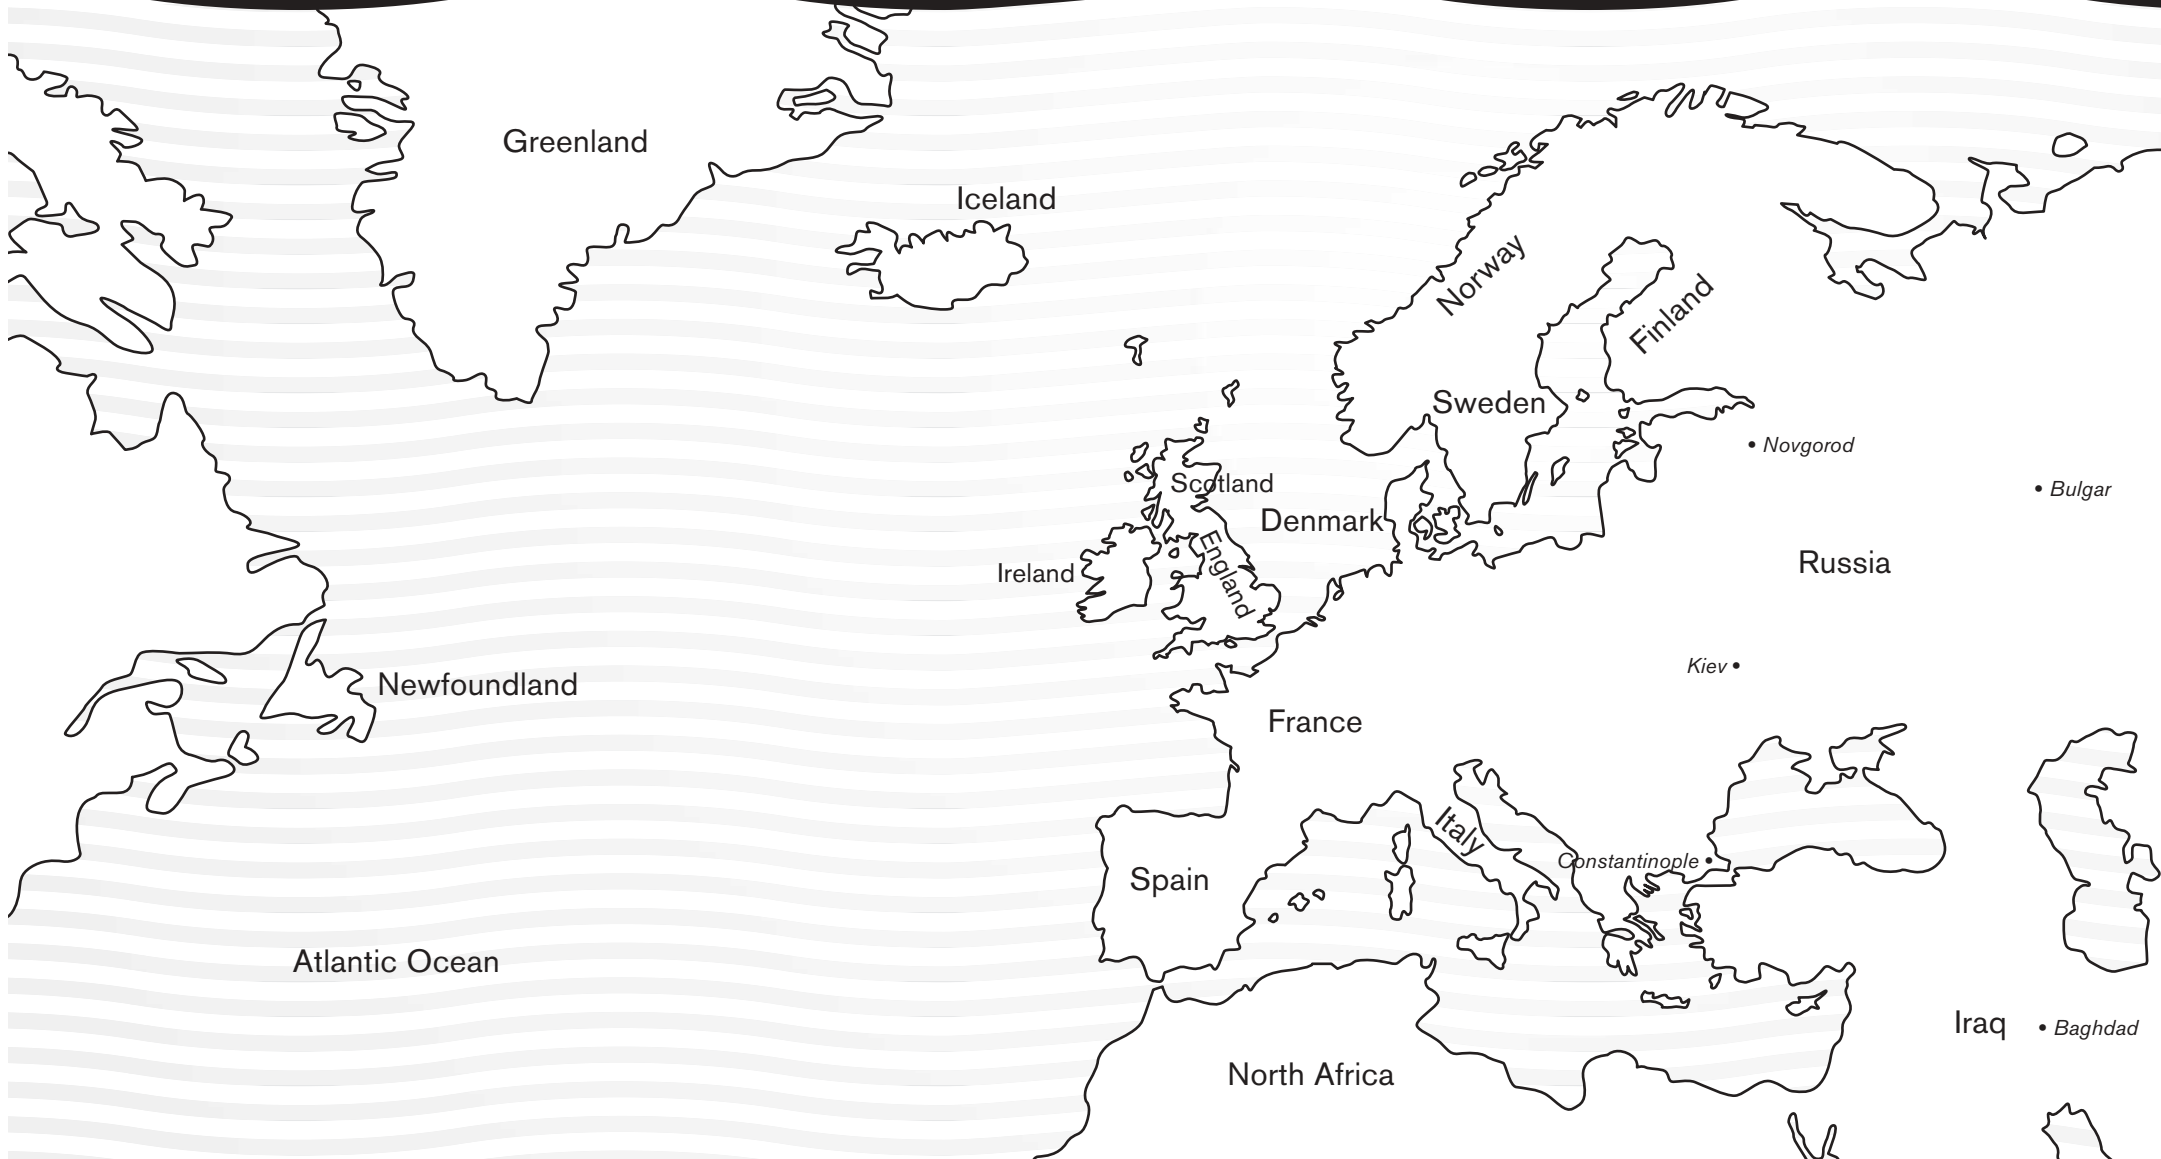 Greenland
Iceland
Norway
Finland
Sweden
Novgorod
Scotland
Bulgar
Denmark
England
Ireland
Russia
Kiev
Newfoundland
France
Italy
Constantinople
Spain
Atlantic Ocean
Iraq
Baghdad
North Africa